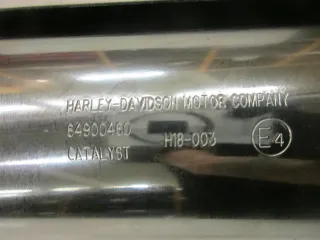 HARLEY-DAVIDSON MOTOR COMPANY
64900460 H18-003 E4
CATALYST